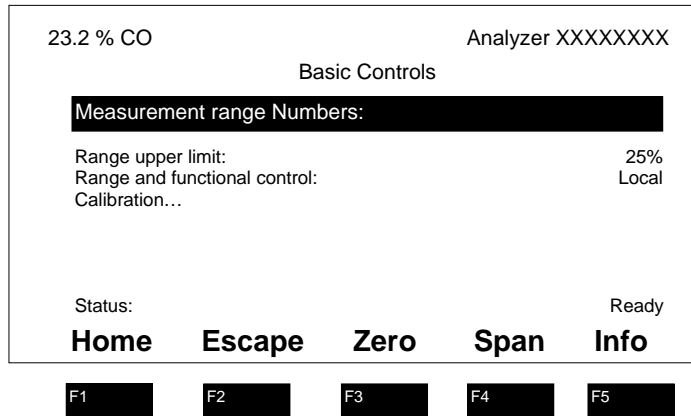 23.2 % CO Analyzer XXXXXXXX
Basic Controls
Measurement range Numbers:
Range upper limit: 25%
Range and functional control: Local
Calibration…
Status: Ready
Home Escape Zero Span Info
F1 F2 F3 F4 F5